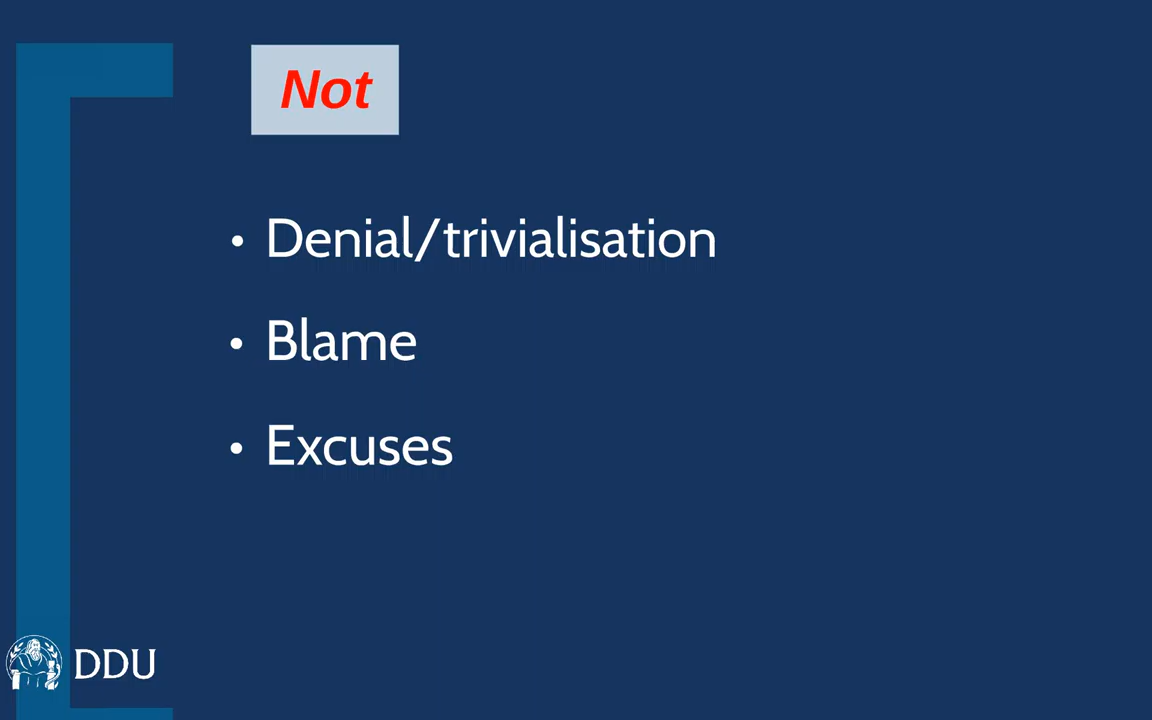 Not
• Denial/trivialisation
• Blame
• Excuses
DDU